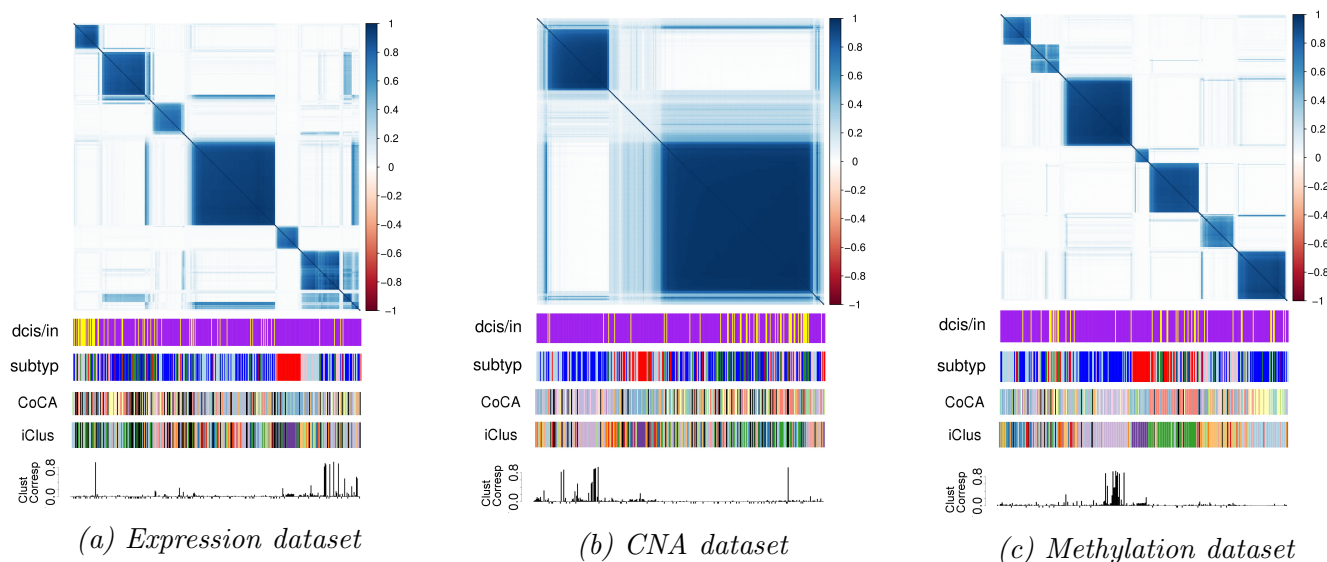 1
0.8
0.6
0.4
0.2
0
−0.2
−0.4
−0.6
−0.8
−1
dcis/in
subtyp
CoCA
iClus
Clust
Corresp
0.0 0.8
(a) Expression dataset
1
0.8
0.6
0.4
0.2
0
−0.2
−0.4
−0.6
−0.8
−1
dcis/in
subtyp
CoCA
iClus
Clust
Corresp
0.0 0.8
(b) CNA dataset
1
0.8
0.6
0.4
0.2
0
−0.2
−0.4
−0.6
−0.8
−1
dcis/in
subtyp
CoCA
iClus
Clust
Corresp
0.0 0.8
(c) Methylation dataset